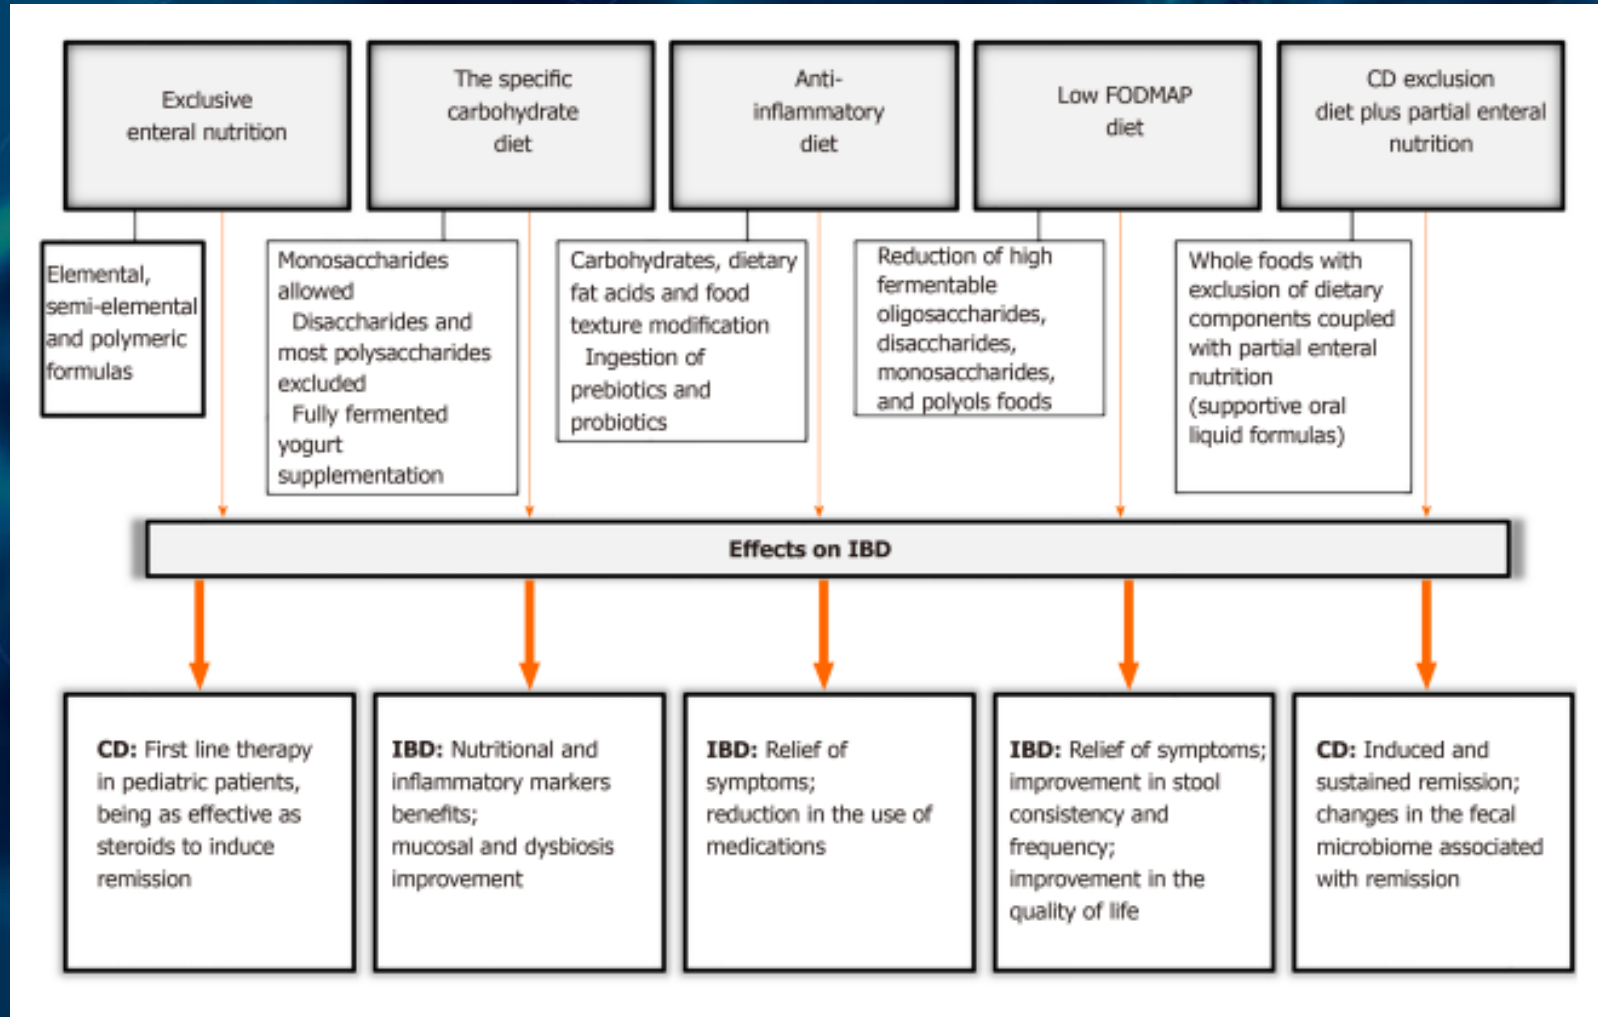 Exclusive
enteral nutrition
The specific
carbohydrate
diet
Anti-
inflammatory
diet
Low FODMAP
diet
CD exclusion
diet plus partial enteral
nutrition
Elemental,
semi-elemental
and polymeric
formulas
Monosaccharides
allowed
Disaccharides and
most polysaccharides
excluded
Fully fermented
yogurt
supplementation
Carbohydrates, dietary
fat acids and food
texture modification
Ingestion of
prebiotics and
probiotics
Reduction of high
fermentable
oligosaccharides,
disaccharides,
monosaccharides,
and polyols foods
Whole foods with
exclusion of dietary
components coupled
with partial enteral
nutrition
(supportive oral
liquid formulas)
Effects on IBD
CD: First line therapy
in pediatric patients,
being as effective as
steroids to induce
remission
IBD: Nutritional and
inflammatory markers
benefits;
mucosal and dysbiosis
improvement
IBD: Relief of
symptoms;
reduction in the use of
medications
IBD: Relief of symptoms;
improvement in stool
consistency and
frequency;
improvement in the
quality of life
CD: Induced and
sustained remission;
changes in the fecal
microbiome associated
with remission